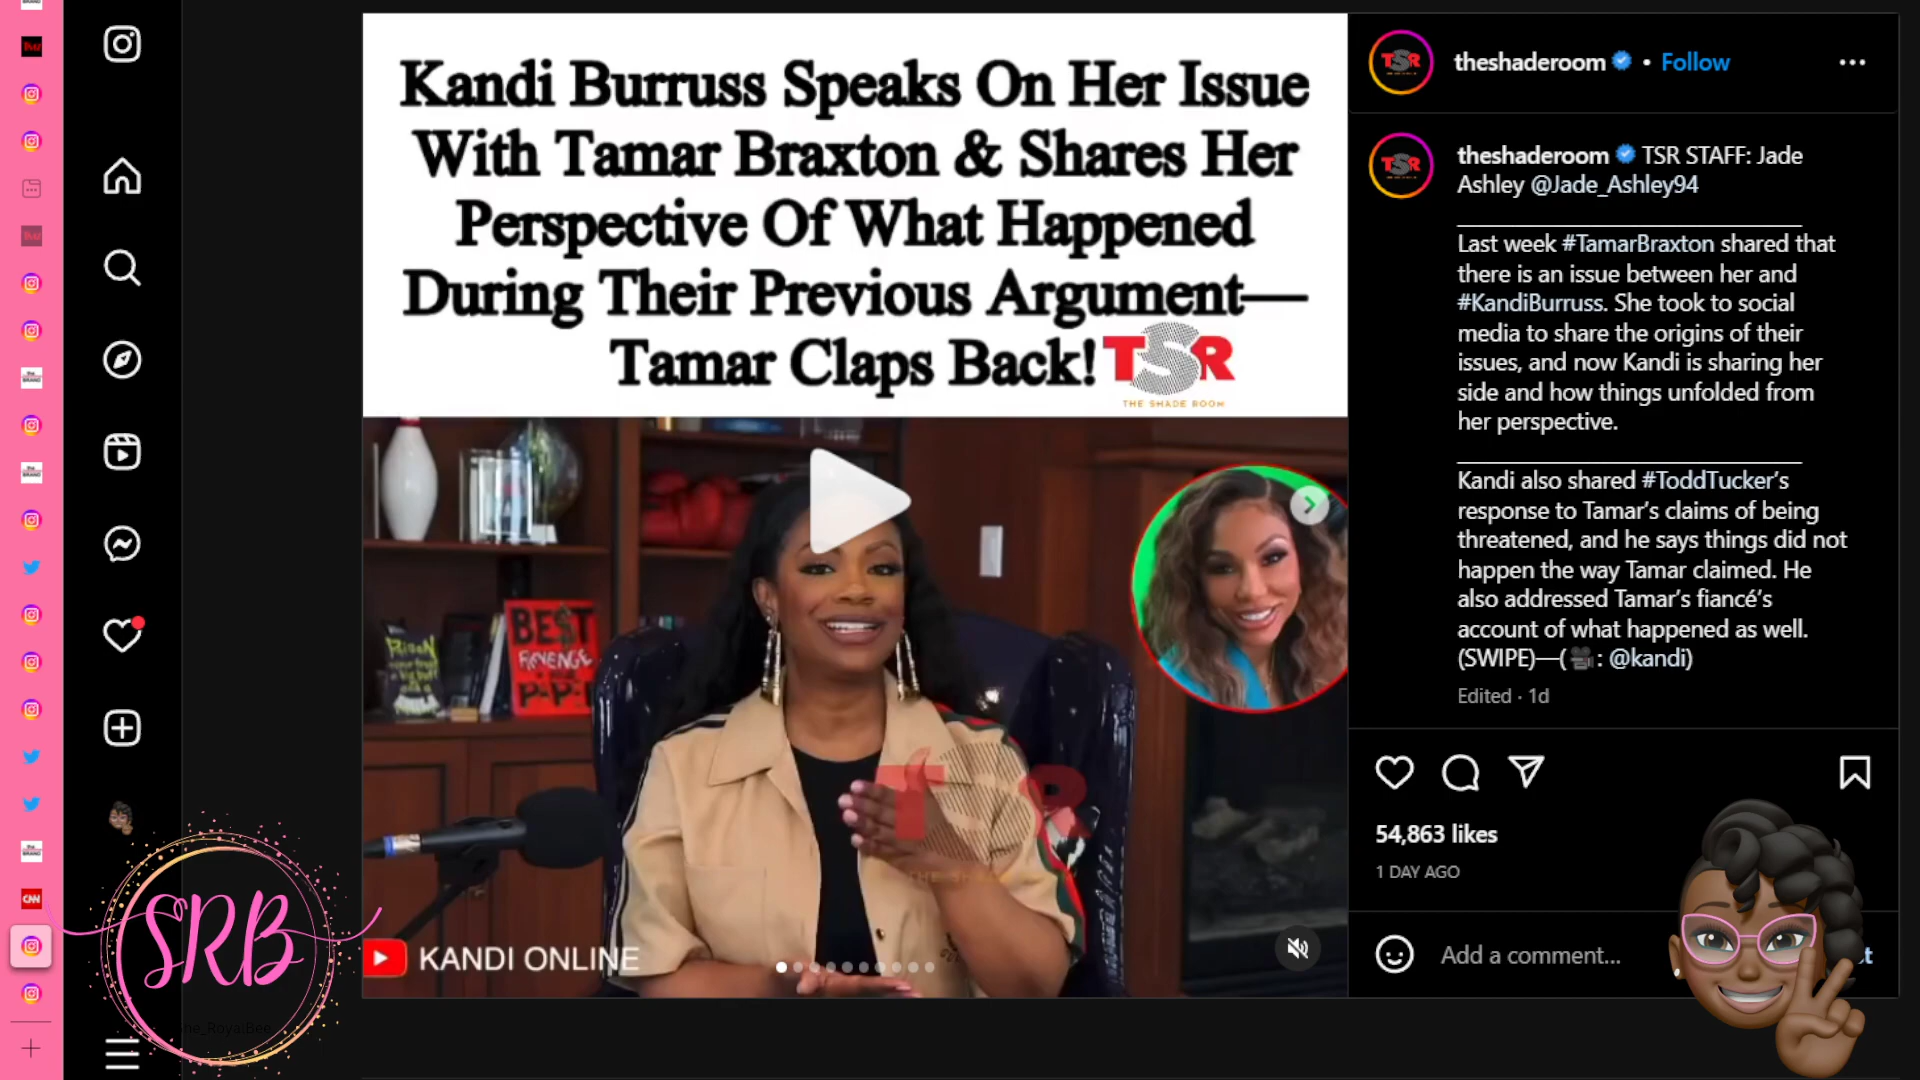 Kandi Burruss Speaks On Her Issue
With Tamar Braxton & Shares Her
Perspective Of What Happened
During Their Previous Argument—
Tamar Claps Back!
TSR
THE SHADE ROOM
BEST
REVENGE
KANDI ONLINE
theshaderoom • Follow
theshaderoom TSR STAFF: Jade
Ashley @Jade_Ashley94
Last week #TamarBraxton shared that
there is an issue between her and
#KandiBurruss. She took to social
media to share the origins of their
issues, and now Kandi is sharing her
side and how things unfolded from
her perspective.
Kandi also shared #ToddTucker’s
response to Tamar’s claims of being
threatened, and he says things did not
happen the way Tamar claimed. He
also addressed Tamar’s fiancé’s
account of what happened as well.
(SWIPE)—(🎥: @kandi)
Edited · 1d
54,863 likes
1 DAY AGO
Add a comment...
SRB
CNN